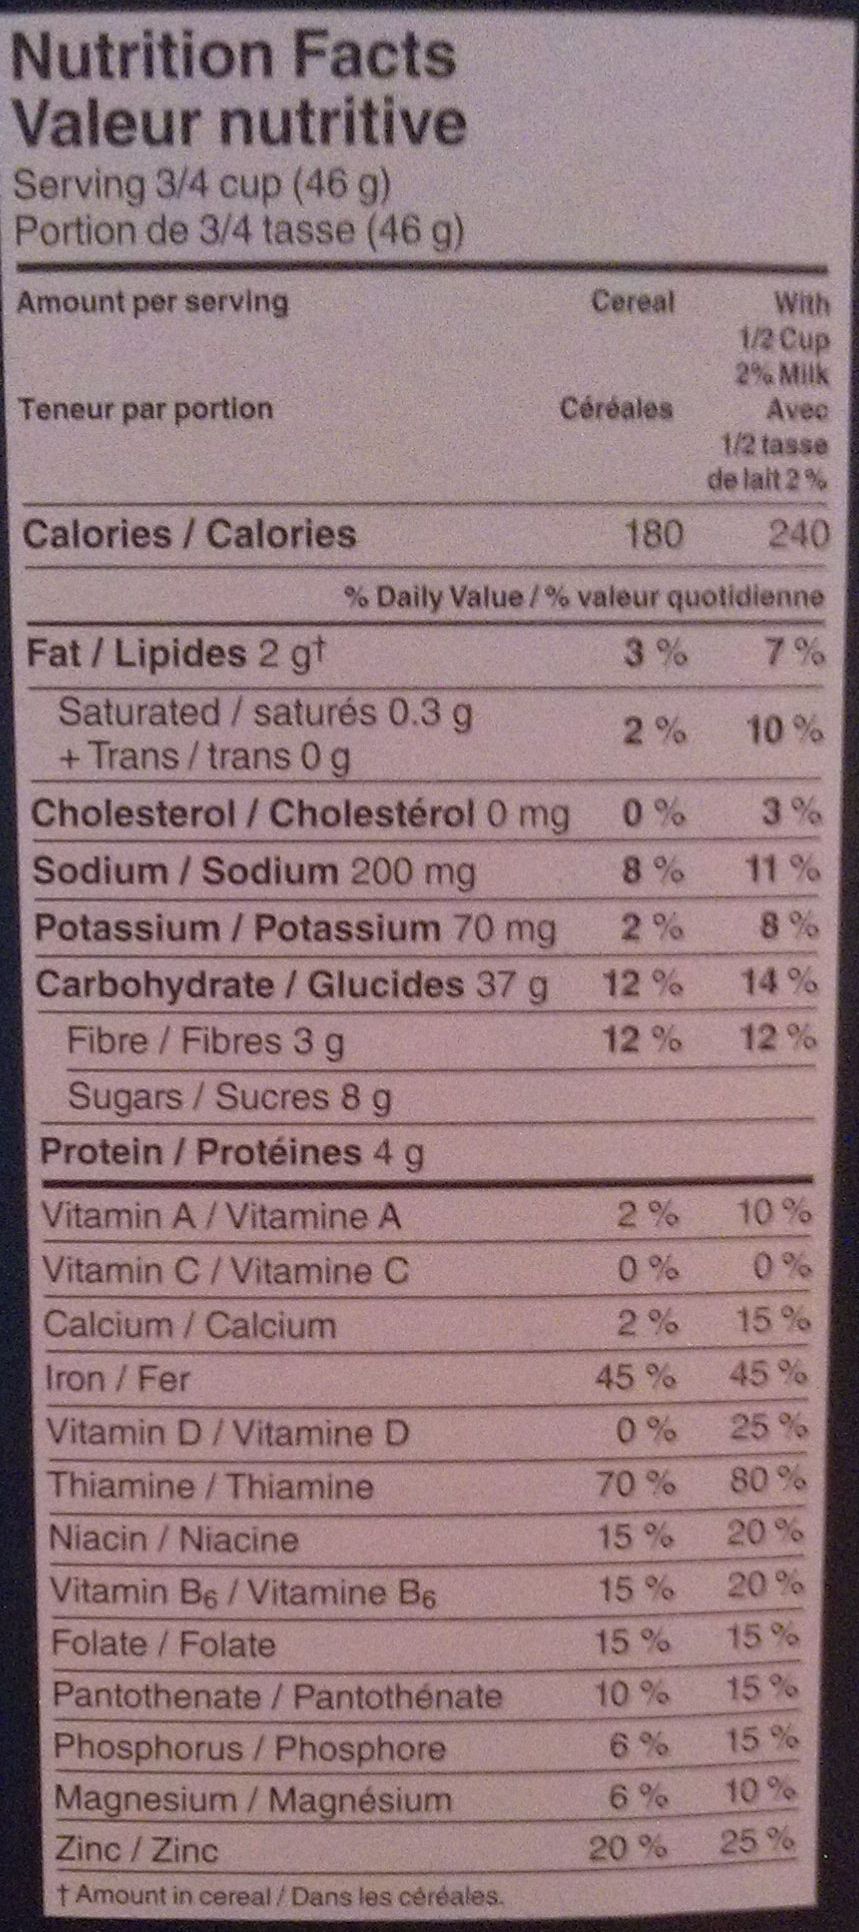 Nutrition Facts
Valeur nutritive
Serving 3/4 cup (46 g)
Portion de 3/4 tasse (46 g)
Amount per serving Cereal With
1/2 Cup
2% Milk
Teneur par portion Céréales Avec
1/2 tasse
de lait 2 %
Calories / Calories 180 240
% Daily Value / % valeur quotidienne
Fat / Lipides 2 g† 3 % 7 %
Saturated / saturés 0.3 g
+ Trans / trans 0 g 2 % 10 %
Cholesterol / Cholestérol 0 mg 0 % 3 %
Sodium / Sodium 200 mg 8 % 11 %
Potassium / Potassium 70 mg 2 % 8 %
Carbohydrate / Glucides 37 g 12 % 14 %
Fibre / Fibres 3 g 12 % 12 %
Sugars / Sucres 8 g
Protein / Protéines 4 g
Vitamin A / Vitamine A 2 % 10 %
Vitamin C / Vitamine C 0 % 0 %
Calcium / Calcium 2 % 15 %
Iron / Fer 45 % 45 %
Vitamin D / Vitamine D 0 % 25 %
Thiamine / Thiamine 70 % 80 %
Niacin / Niacine 15 % 20 %
Vitamin B6 / Vitamine B6 15 % 20 %
Folate / Folate 15 % 15 %
Pantothenate / Pantothénate 10 % 15 %
Phosphorus / Phosphore 6 % 15 %
Magnesium / Magnésium 6 % 10 %
Zinc / Zinc 20 % 25 %
† Amount in cereal / Dans les céréales.